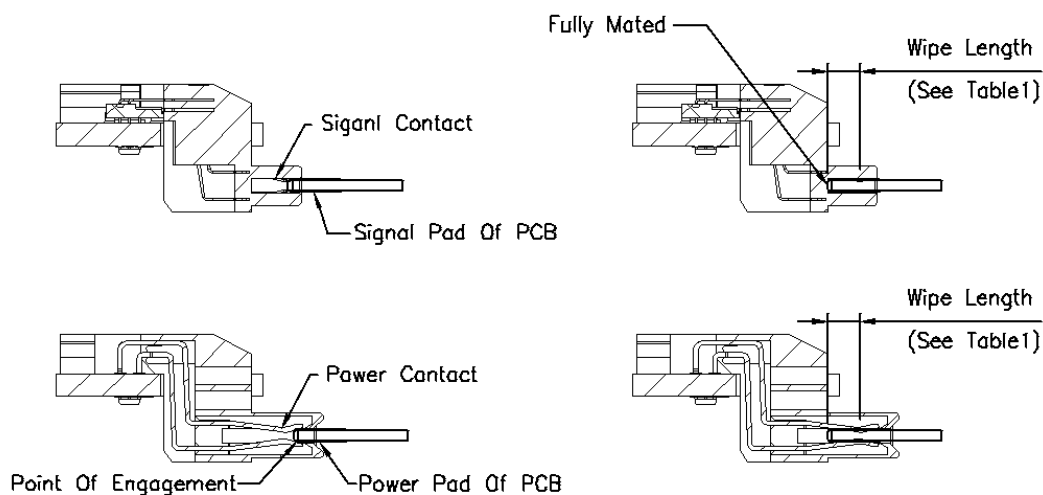 Fully Mated
Wipe Length
(See Table1)
Siganl Contact
Signal Pad Of PCB
Wipe Length
(See Table1)
Power Contact
Point Of Engagement
Power Pad Of PCB